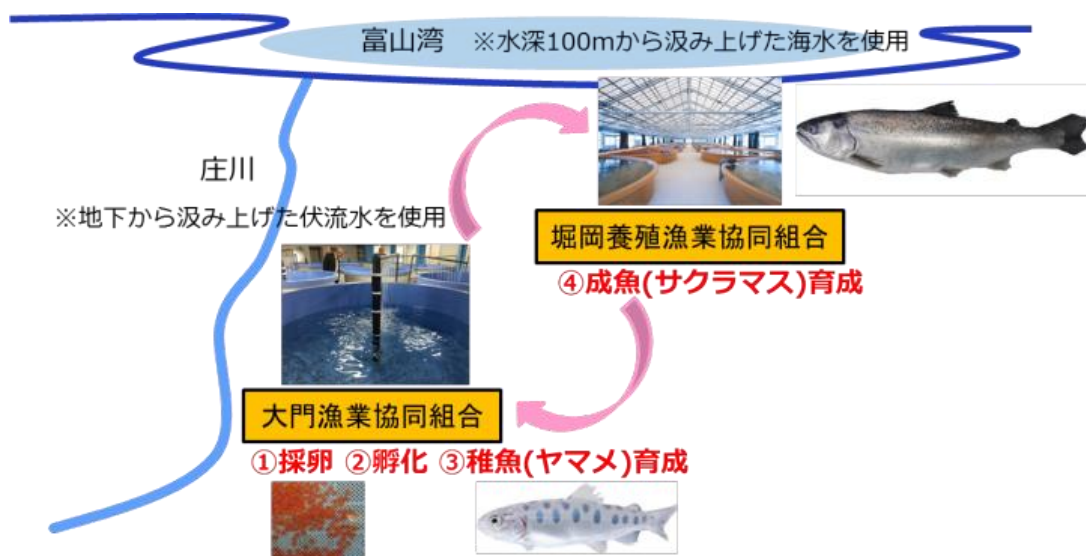 富山湾 ※水深100mから汲み上げた海水を使用
庄川
※地下から汲み上げた伏流水を使用
堀岡養殖漁業協同組合
④成魚(サクラマス)育成
大門漁業協同組合
①採卵 ②孵化 ③稚魚(ヤマメ)育成